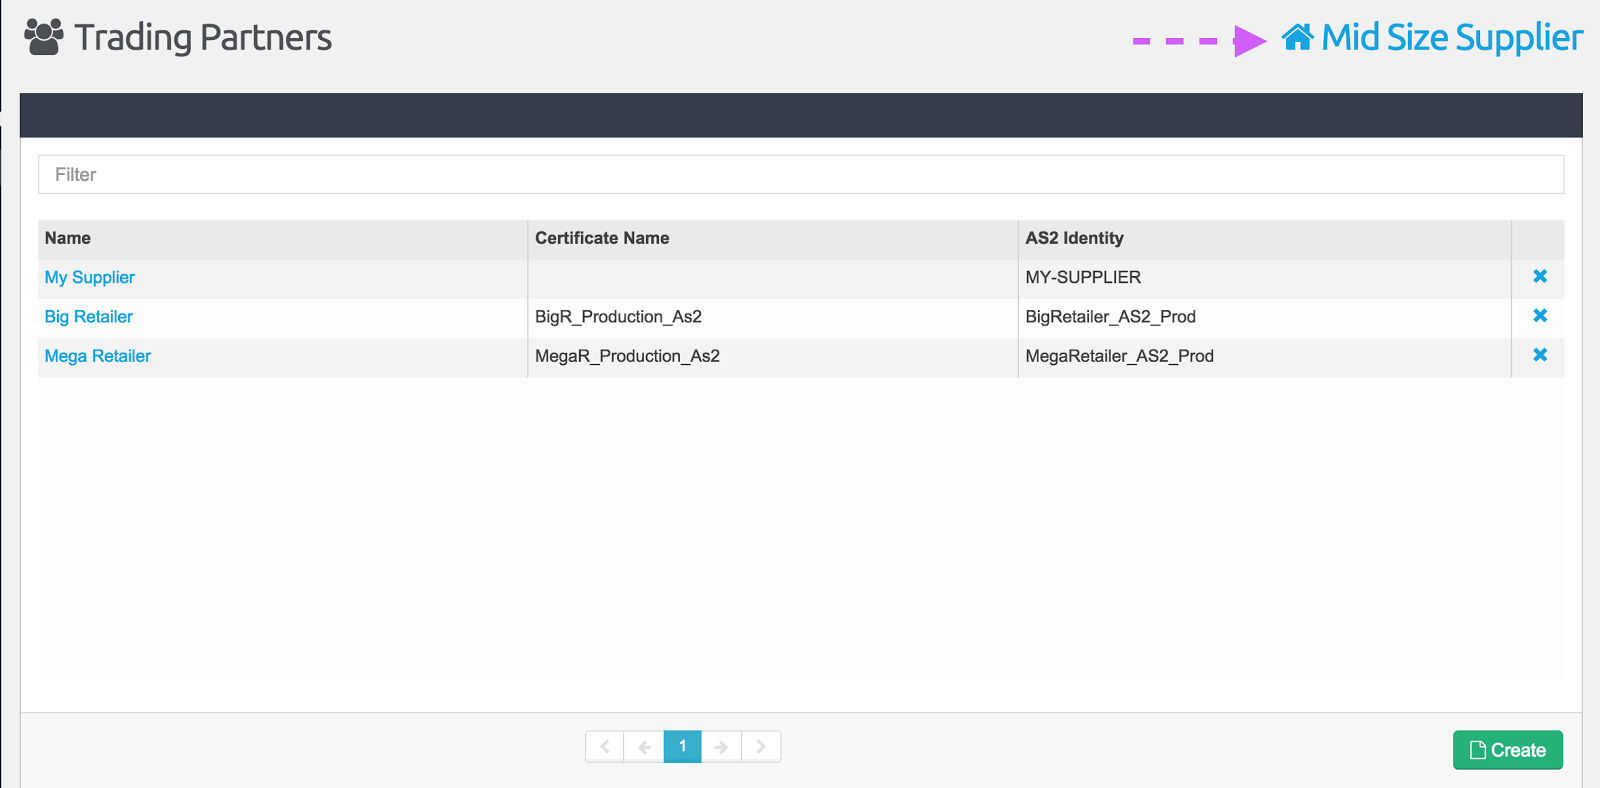 Trading Partners
Mid Size Supplier
Filter
Name Certificate Name AS2 Identity
My Supplier MY-SUPPLIER
Big Retailer BigR_Production_As2 BigRetailer_AS2_Prod
Mega Retailer MegaR_Production_As2 MegaRetailer_AS2_Prod
1
Create